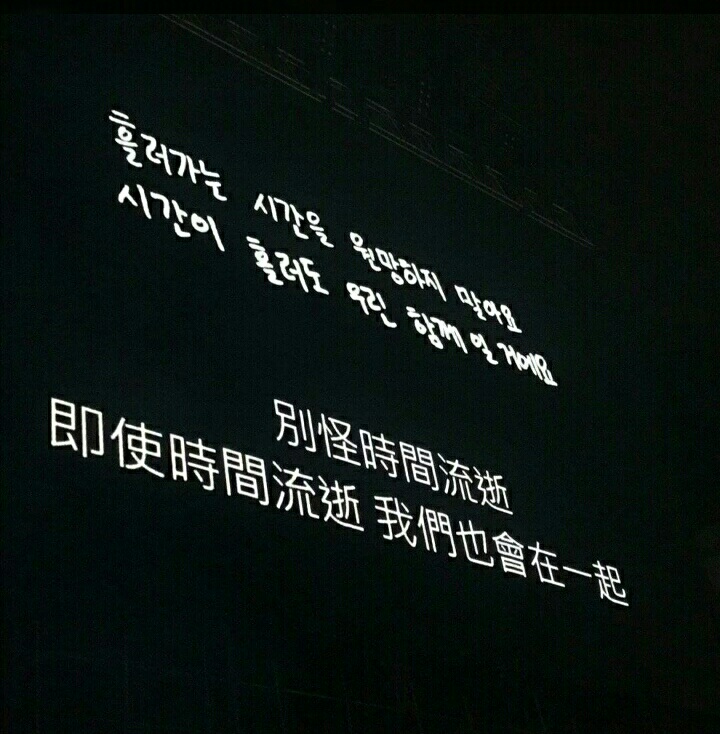 흘러가는 시간을 원망하지 말아요
시간이 흘러도 우린 함께 일 거예요
別怪時間流逝
即使時間流逝 我們也會在一起